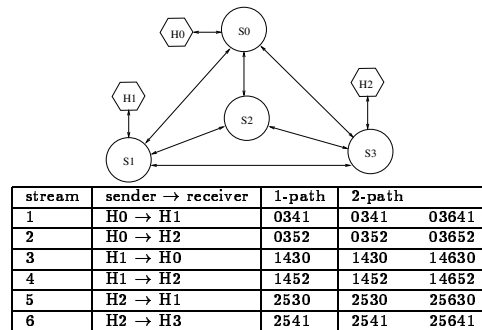 S0
H0
H2
H1
S2
S1
S3
stream sender → receiver 1-path 2-path
1 H0 → H1 0341 0341 03641
2 H0 → H2 0352 0352 03652
3 H1 → H0 1430 1430 14630
4 H1 → H2 1452 1452 14652
5 H2 → H1 2530 2530 25630
6 H2 → H3 2541 2541 25641